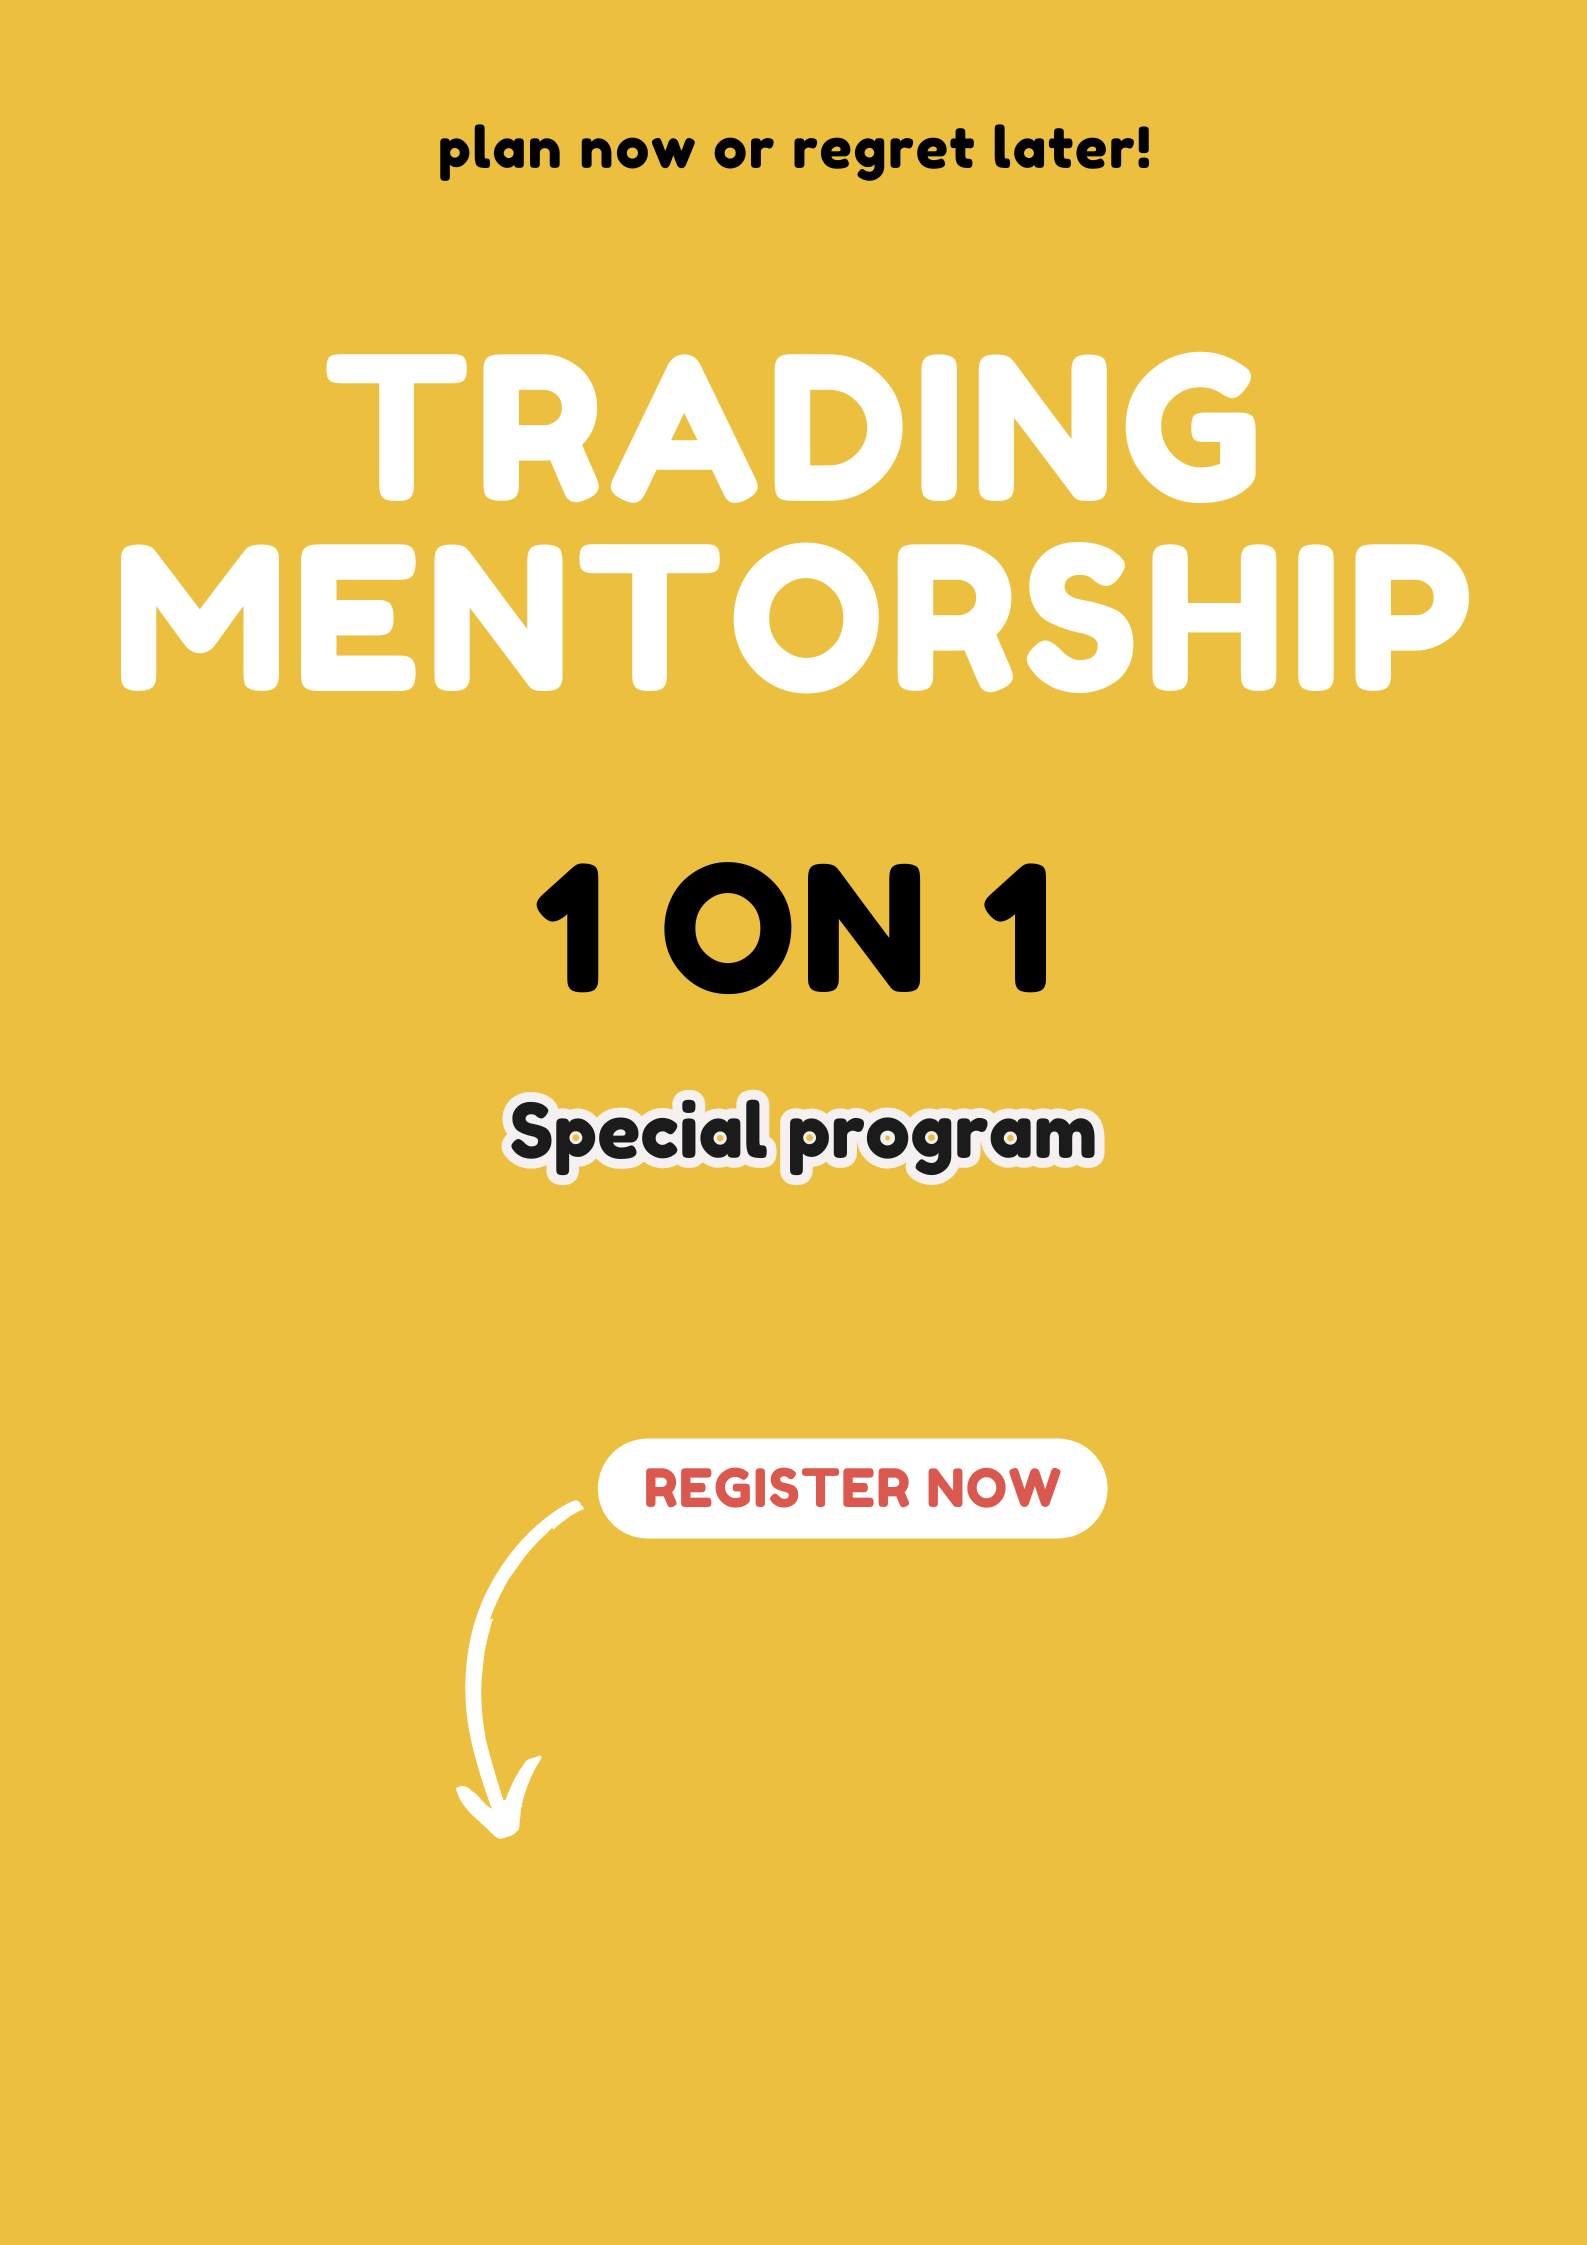 plan now or regret later!
TRADING
MENTORSHIP
1 ON 1
Special program
REGISTER NOW